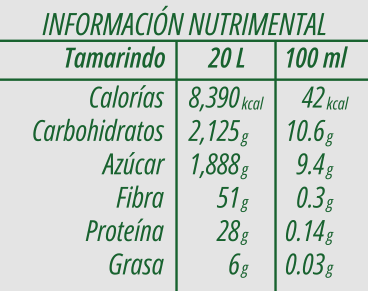 INFORMACIÓN NUTRIMENTAL
Tamarindo 20 L 100 ml
Calorías 8,390 kcal 42 kcal
Carbohidratos 2,125 g 10.6 g
Azúcar 1,888 g 9.4 g
Fibra 51 g 0.3 g
Proteína 28 g 0.14 g
Grasa 6 g 0.03 g